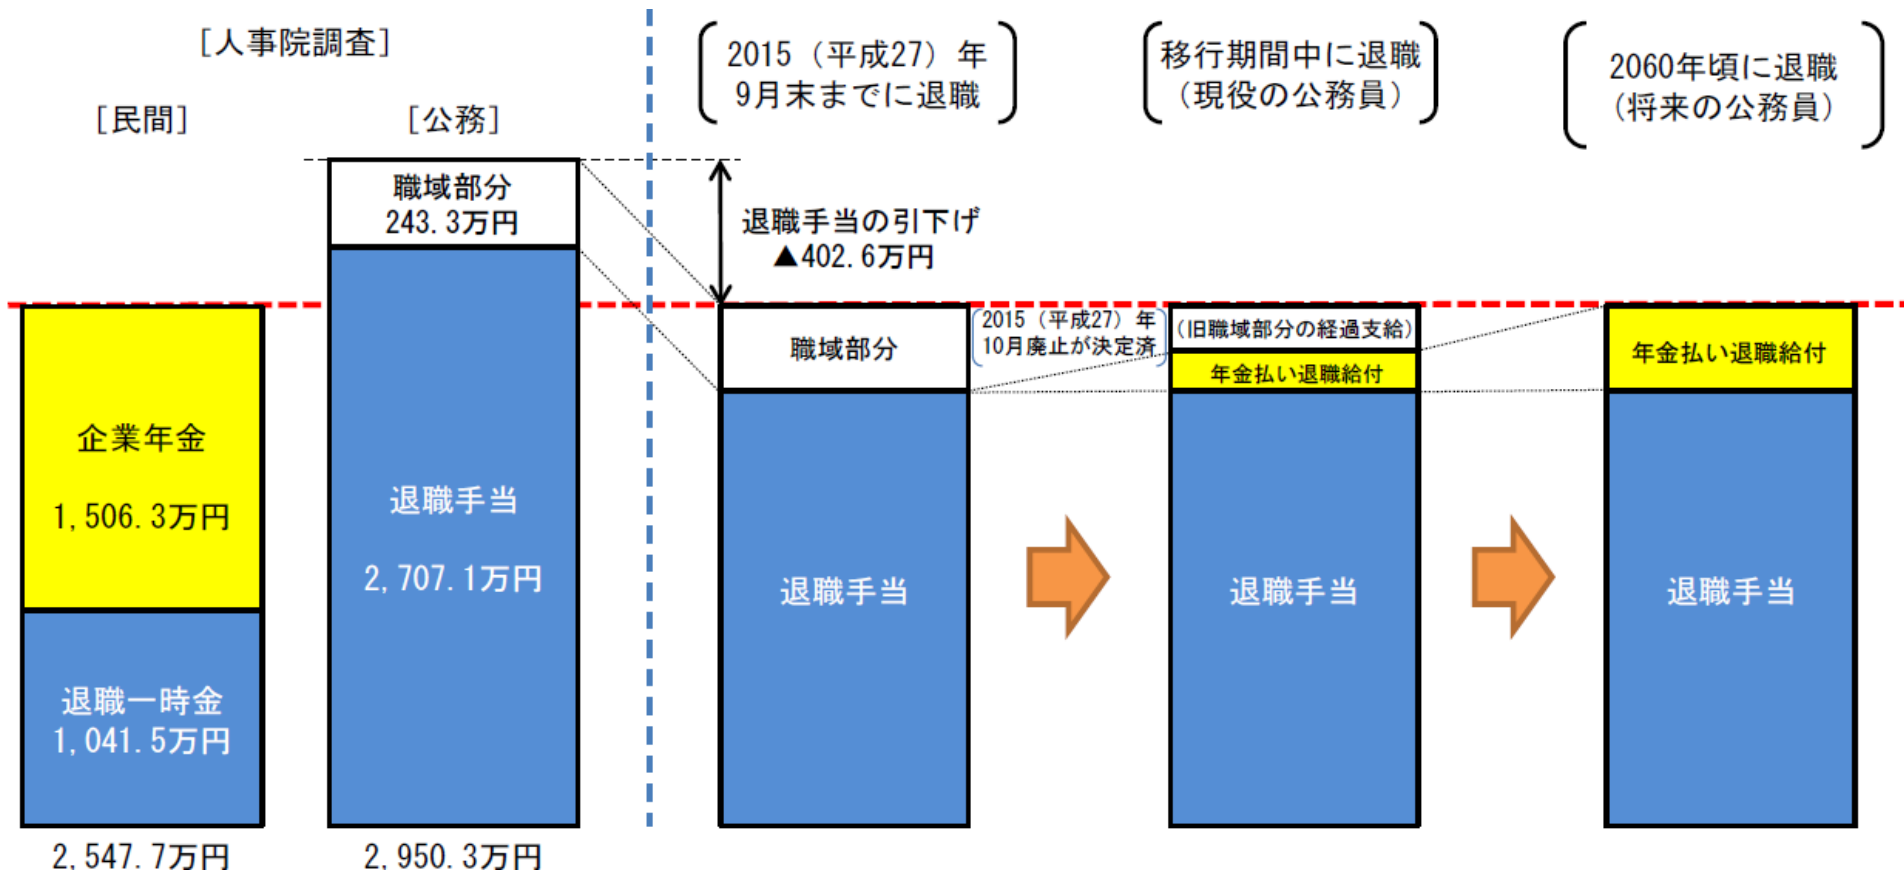 ［人事院調査］
［民間］
［公務］
2015（平成27）年
9月末までに退職
移行期間中に退職
（現役の公務員）
2060年頃に退職
（将来の公務員）
職域部分
243.3万円
退職手当
2,707.1万円
2,950.3万円
企業年金
1,506.3万円
退職一時金
1,041.5万円
2,547.7万円
退職手当の引下げ
▲402.6万円
職域部分
退職手当
2015（平成27）年
10月廃止が決定済
（旧職域部分の経過支給）
年金払い退職給付
退職手当
年金払い退職給付
退職手当